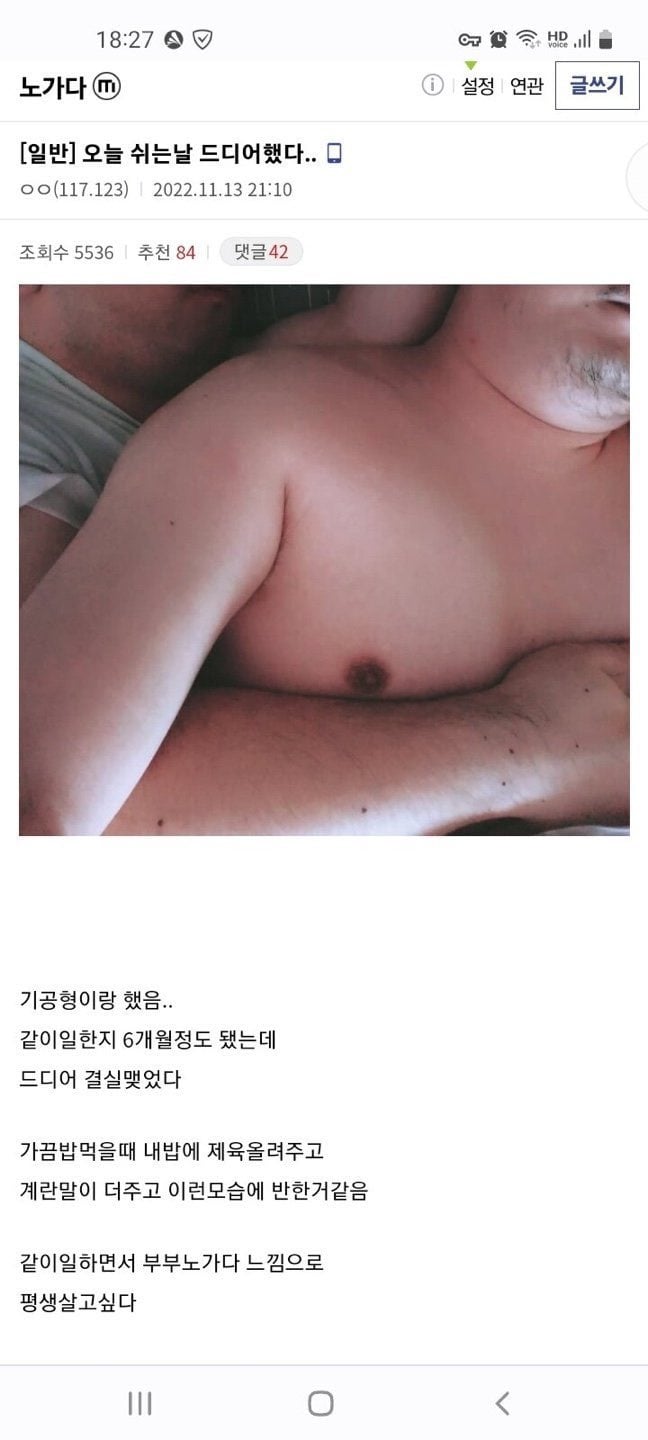 18:27
HD voice
노가다 ⓜ
설정
연관
글쓰기
[일반] 오늘 쉬는날 드디어했다..
ㅇㅇ(117.123) 2022.11.13 21:10
조회수 5536 추천 84 댓글 42
기공형이랑 했음..
같이일한지 6개월정도 됐는데
드디어 결실맺었다
가끔밥먹을때 내밥에 제육올려주고
계란말이 더주고 이런모습에 반한거같음
같이일하면서 부부노가다 느낌으로
평생살고싶다